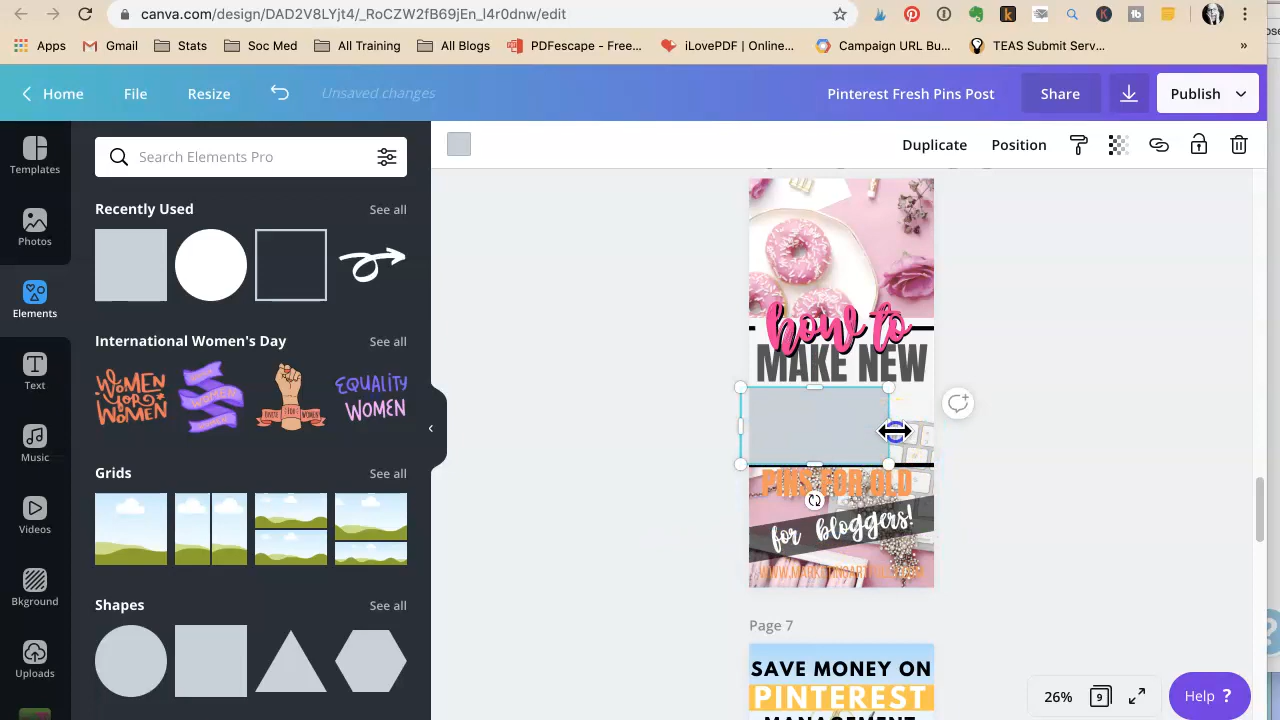 canva.com/design/DAD2V8LYjt4/_RoCZW2fB69jEn_l4r0dnw/edit
Apps Gmail Stats Soc Med All Training All Blogs PDFescape - Free... iLovePDF | Online... Campaign URL Bu... TEAS Submit Serv... »
Home File Resize Unsaved changes Pinterest Fresh Pins Post Share Publish
Search Elements Pro
Duplicate Position
Templates
Photos
Elements
Text
Music
Videos
Bkground
Uploads
Recently Used See all
International Women's Day See all
WOMEN FOR WOMEN
WOMEN
EQUALITY
WOMEN
Grids See all
Shapes See all
how to
MAKE NEW
PINS FOR OLD
for bloggers!
Page 7
SAVE MONEY ON
PINTEREST
MANAGEMENT
26% 9 Help ?